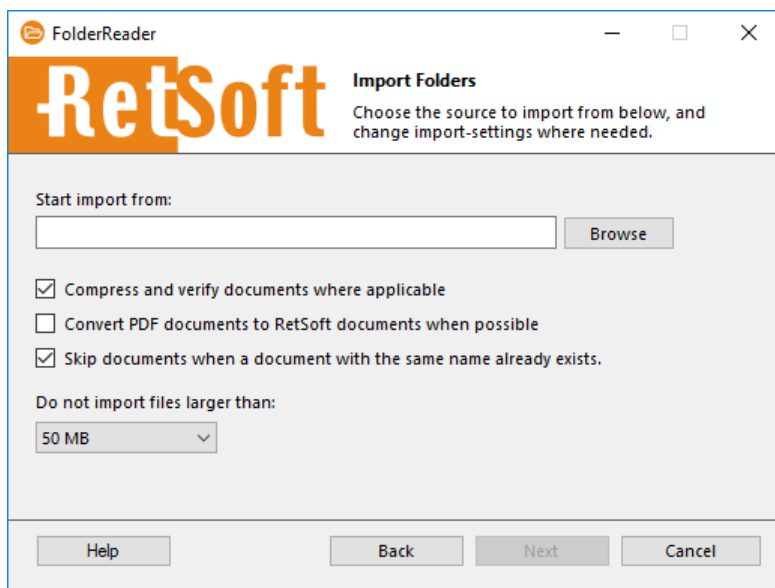 FolderReader
RetSoft
Import Folders
Choose the source to import from below, and
change import-settings where needed.
Start import from:
Browse
Compress and verify documents where applicable
Convert PDF documents to RetSoft documents when possible
Skip documents when a document with the same name already exists.
Do not import files larger than:
50 MB
Help Back Next Cancel